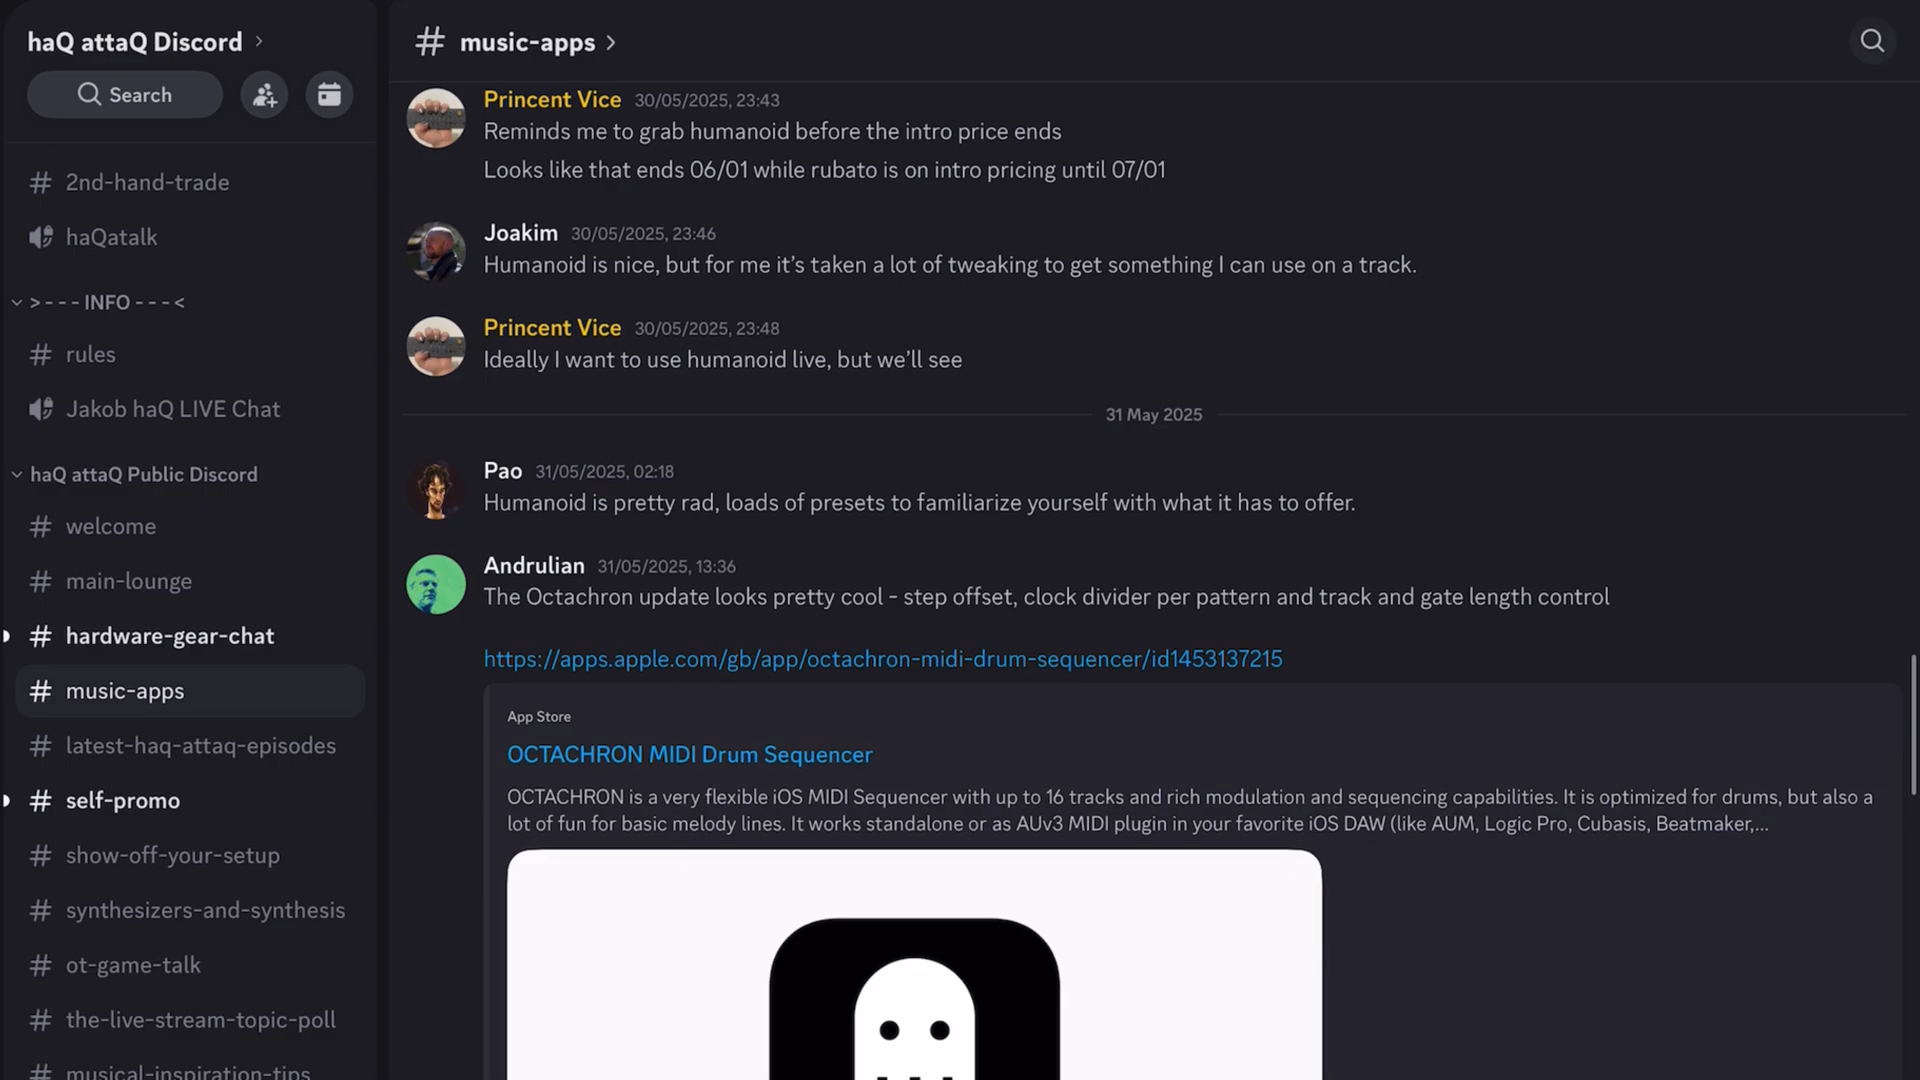 haQ attaQ Discord
Search
# 2nd-hand-trade
haQatalk
>---INFO---<
# rules
Jakob haQ LIVE Chat
haQ attaQ Public Discord
# welcome
# main-lounge
# hardware-gear-chat
# music-apps
# latest-haq-attaq-episodes
# self-promo
# show-off-your-setup
# synthesizers-and-synthesis
# ot-game-talk
# the-live-stream-topic-poll
# musical-inspiration-tips
# music-apps
Princent Vice 30/05/2025, 23:43
Reminds me to grab humanoid before the intro price ends
Looks like that ends 06/01 while rubato is on intro pricing until 07/01
Joakim 30/05/2025, 23:46
Humanoid is nice, but for me it’s taken a lot of tweaking to get something I can use on a track.
Princent Vice 30/05/2025, 23:48
Ideally I want to use humanoid live, but we’ll see
31 May 2025
Pao 31/05/2025, 02:18
Humanoid is pretty rad, loads of presets to familiarize yourself with what it has to offer.
Andrulian 31/05/2025, 13:36
The Octachron update looks pretty cool - step offset, clock divider per pattern and track and gate length control
https://apps.apple.com/gb/app/octachron-midi-drum-sequencer/id1453137215
App Store
OCTACHRON MIDI Drum Sequencer
OCTACHRON is a very flexible iOS MIDI Sequencer with up to 16 tracks and rich modulation and sequencing capabilities. It is optimized for drums, but also a
lot of fun for basic melody lines. It works standalone or as AUv3 MIDI plugin in your favorite iOS DAW (like AUM, Logic Pro, Cubasis, Beatmaker,...